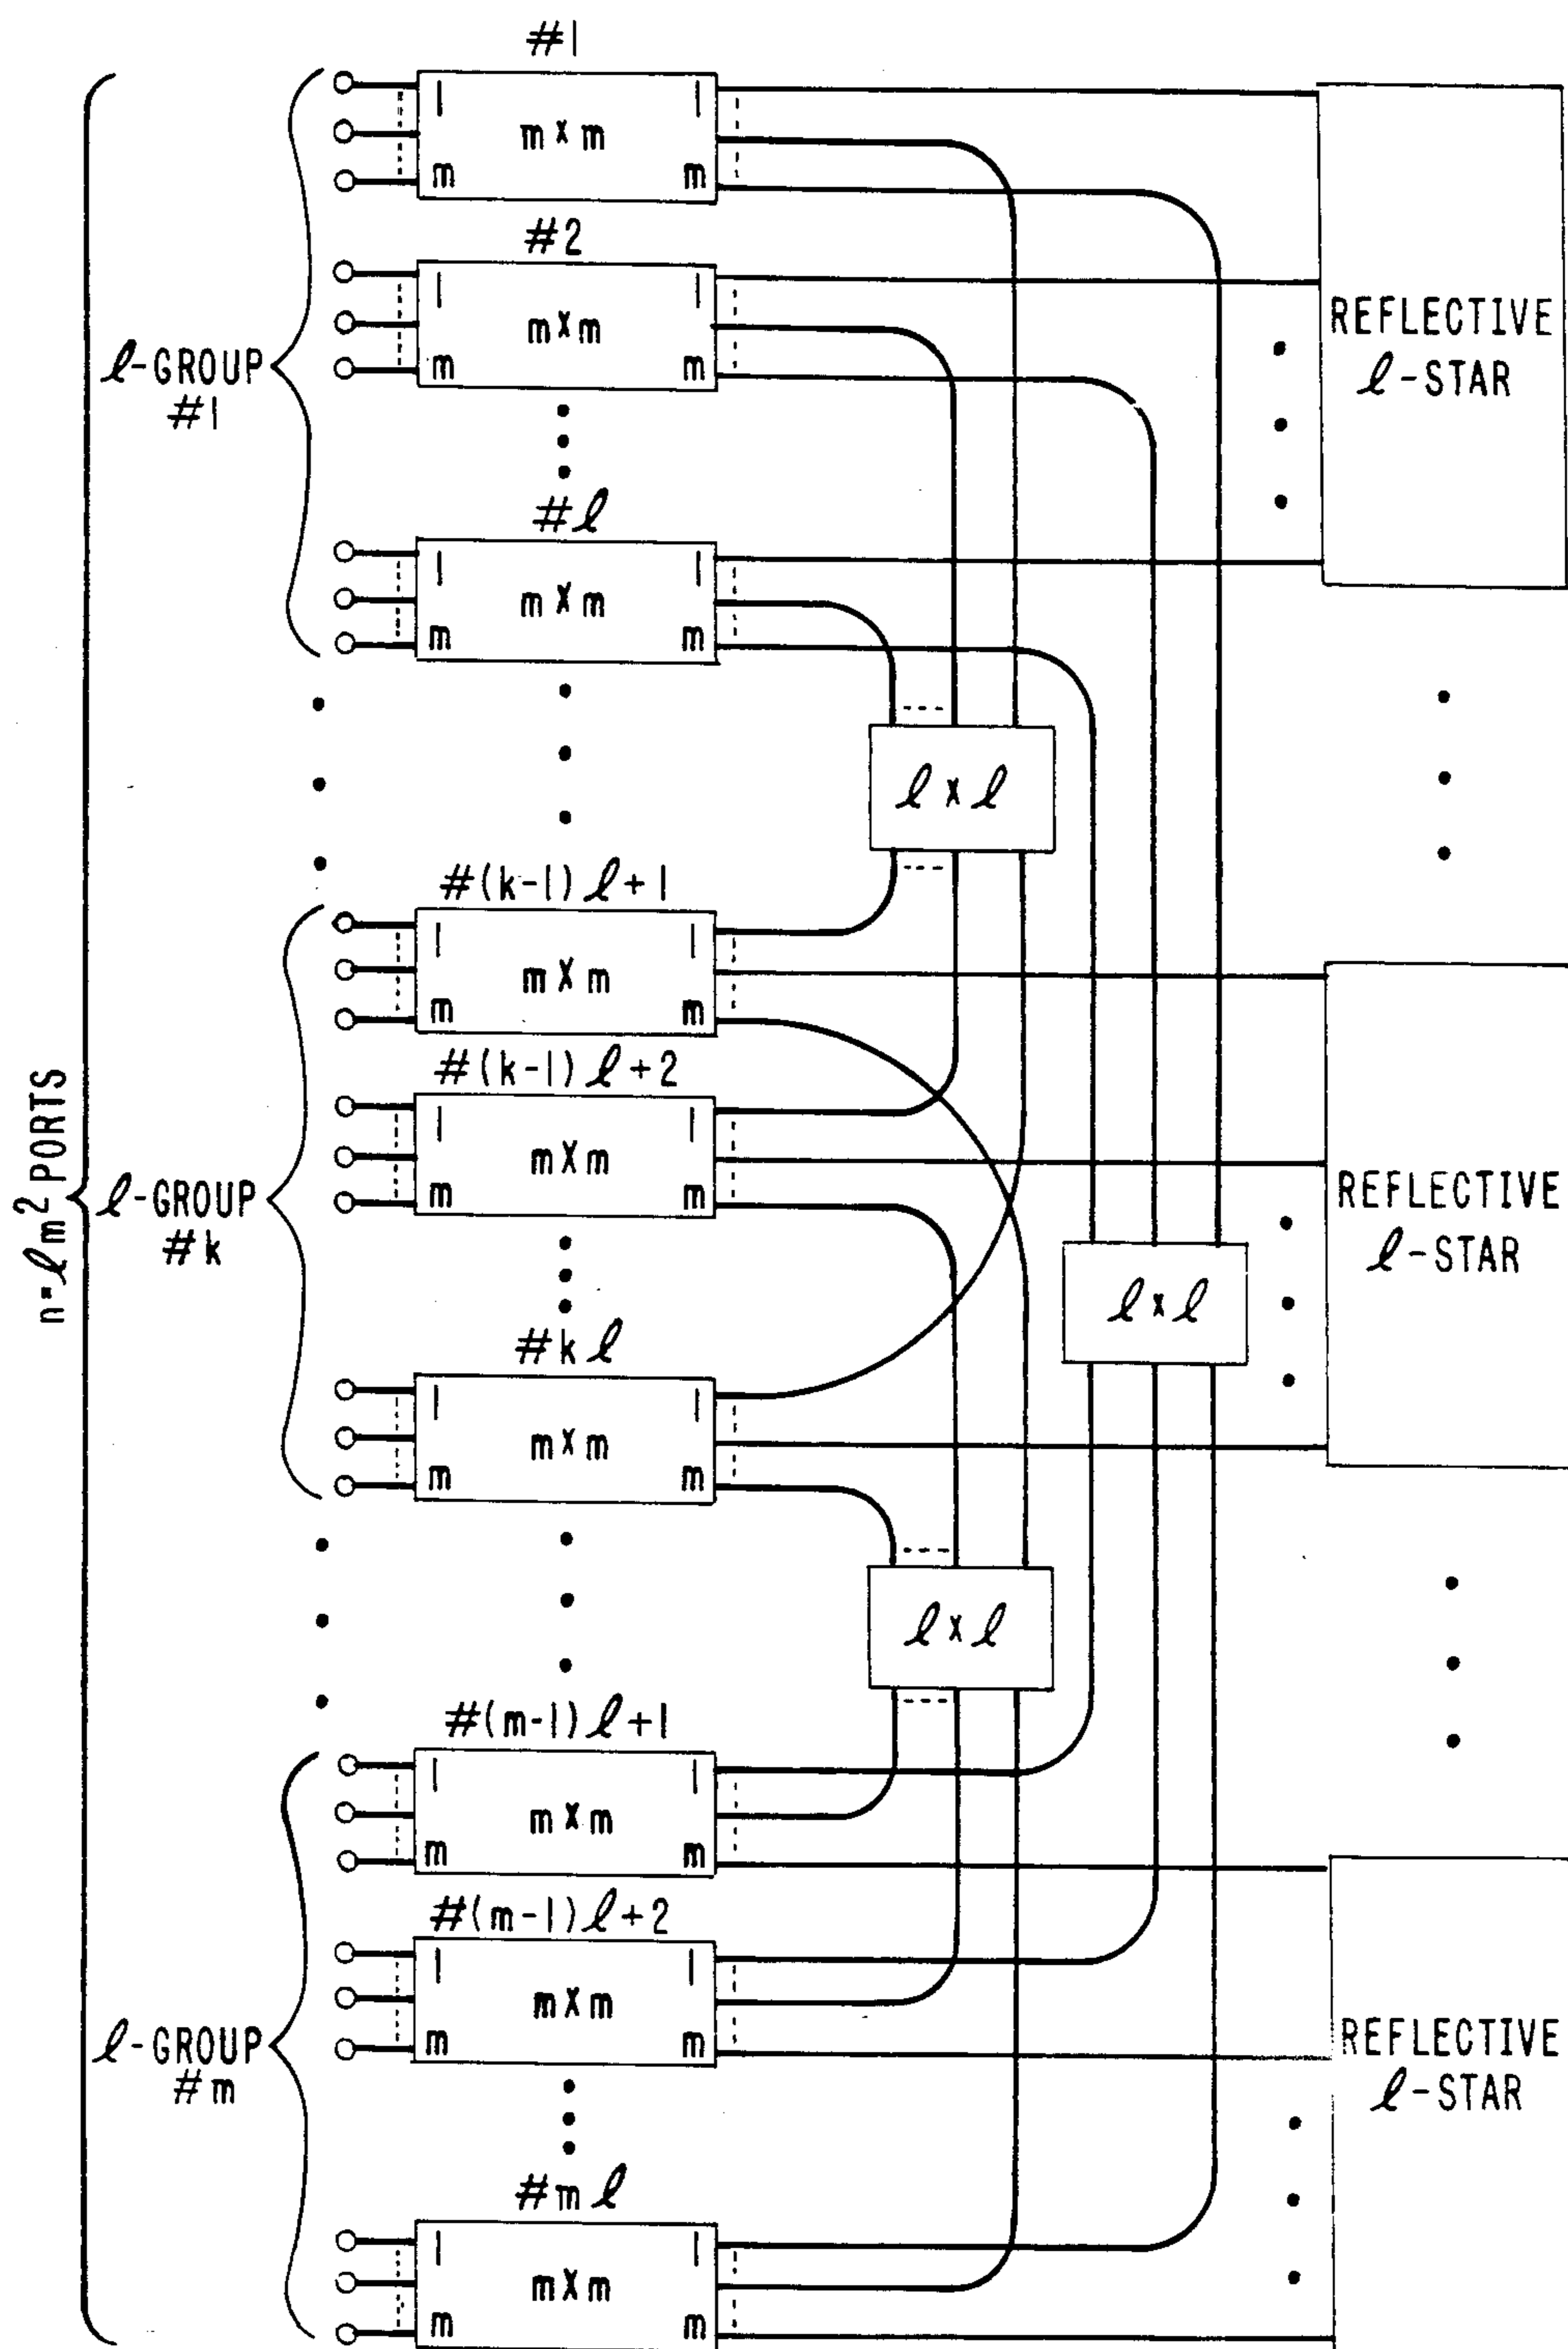 #1
1 1
m x m
m m
#2
1 1
m x m
m m
REFLECTIVE
ℓ-STAR
ℓ-GROUP
#1
#ℓ
1 1
m x m
m m
ℓ x ℓ
#(k-1)ℓ+1
1 1
m x m
m m
#(k-1)ℓ+2
1 1
m x m
m m
n=ℓm² PORTS
ℓ-GROUP
#k
REFLECTIVE
ℓ-STAR
ℓ x ℓ
#kℓ
1 1
m x m
m m
ℓ x ℓ
#(m-1)ℓ+1
1 1
m x m
m m
#(m-1)ℓ+2
1 1
m x m
m m
ℓ-GROUP
#m
REFLECTIVE
ℓ-STAR
#mℓ
1 1
m x m
m m